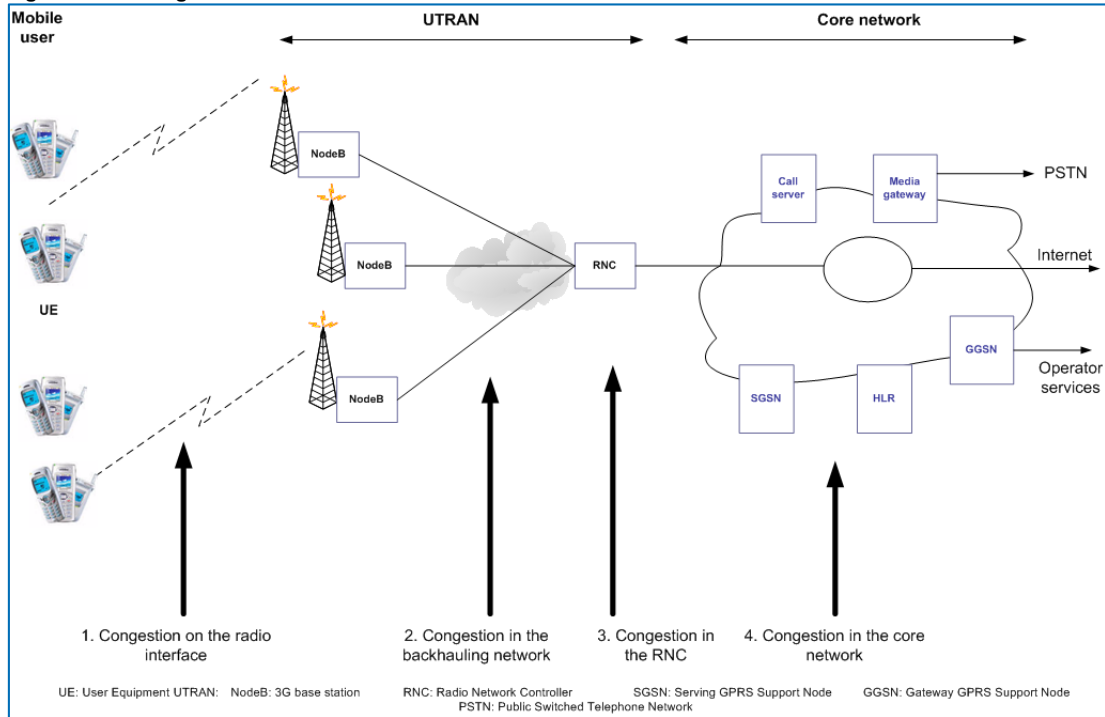 Mobile
user
UTRAN
Core network
NodeB
NodeB
NodeB
UE
RNC
Call
server
Media
gateway
PSTN
Internet
GGSN
Operator
services
SGSN
HLR
1. Congestion on the radio
interface
2. Congestion in the
backhauling network
3. Congestion in
the RNC
4. Congestion in the core
network
UE: User Equipment UTRAN: NodeB: 3G base station RNC: Radio Network Controller SGSN: Serving GPRS Support Node GGSN: Gateway GPRS Support Node
PSTN: Public Switched Telephone Network